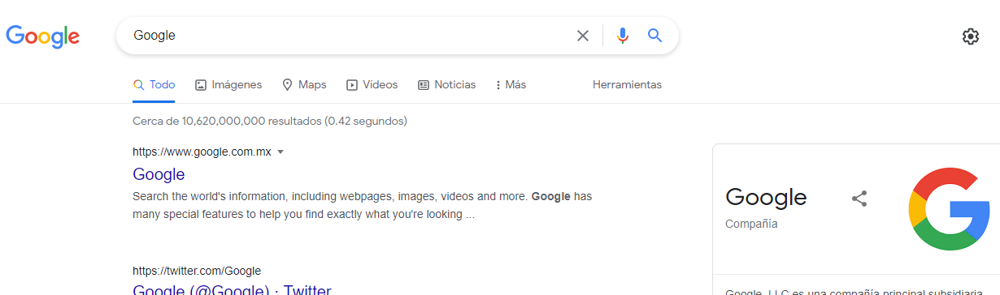 Google
Google
Todo Imágenes Maps Vídeos Noticias Más Herramientas
Cerca de 10,620,000,000 resultados (0.42 segundos)
https://www.google.com.mx
Google
Search the world's information, including webpages, images, videos and more. Google has
many special features to help you find exactly what you're looking ...
https://twitter.com/Google
Google (@Google) · Twitter
Google
Compañía
G
Google, LLC es una compañía principal subsidiaria